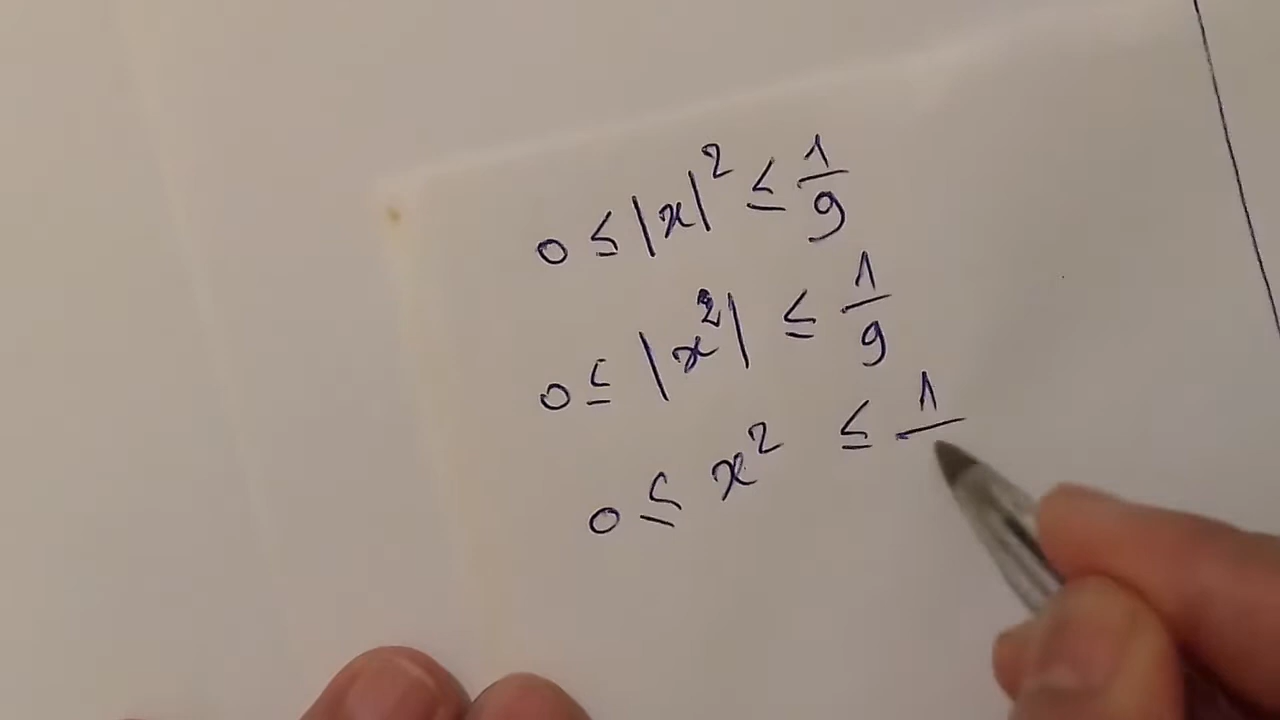 0 ≤ |x|² ≤ 1/9
0 ≤ |x²| ≤ 1/9
0 ≤ x² ≤ 1/